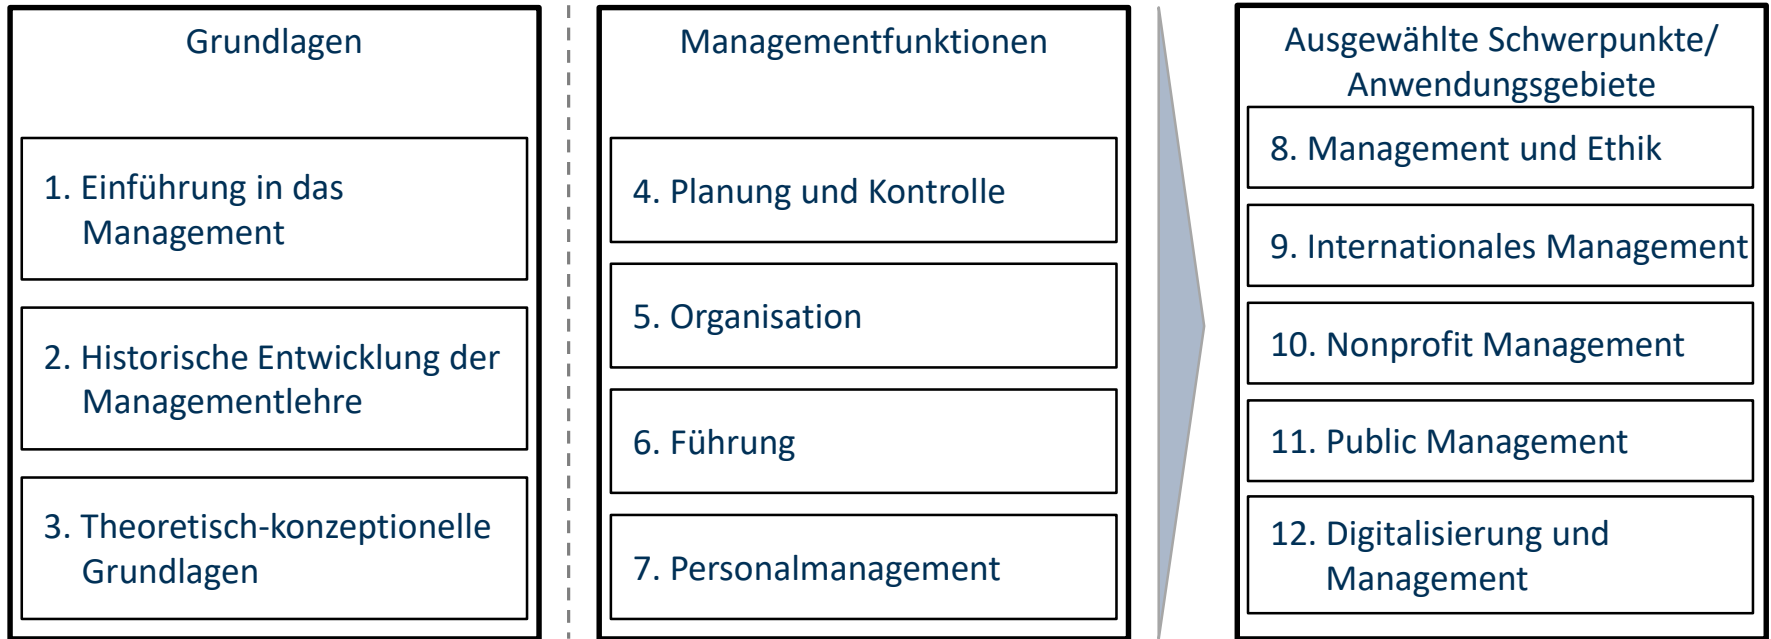 Grundlagen
1. Einführung in das
Management
2. Historische Entwicklung der
Managementlehre
3. Theoretisch-konzeptionelle
Grundlagen
Managementfunktionen
4. Planung und Kontrolle
5. Organisation
6. Führung
7. Personalmanagement
Ausgewählte Schwerpunkte/
Anwendungsgebiete
8. Management und Ethik
9. Internationales Management
10. Nonprofit Management
11. Public Management
12. Digitalisierung und
Management